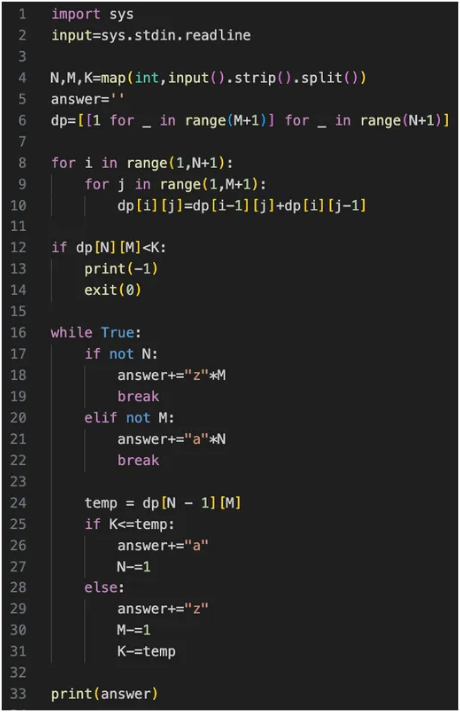 1 import sys
2 input=sys.stdin.readline
3
4 N,M,K=map(int,input().strip().split())
5 answer=''
6 dp=[[1 for _ in range(M+1)] for _ in range(N+1)]
7
8 for i in range(1,N+1):
9     for j in range(1,M+1):
10         dp[i][j]=dp[i-1][j]+dp[i][j-1]
11
12 if dp[N][M]<K:
13     print(-1)
14     exit(0)
15
16 while True:
17     if not N:
18         answer+="z"*M
19         break
20     elif not M:
21         answer+="a"*N
22         break
23
24     temp = dp[N - 1][M]
25     if K<=temp:
26         answer+="a"
27         N-=1
28     else:
29         answer+="z"
30         M-=1
31         K-=temp
32
33 print(answer)